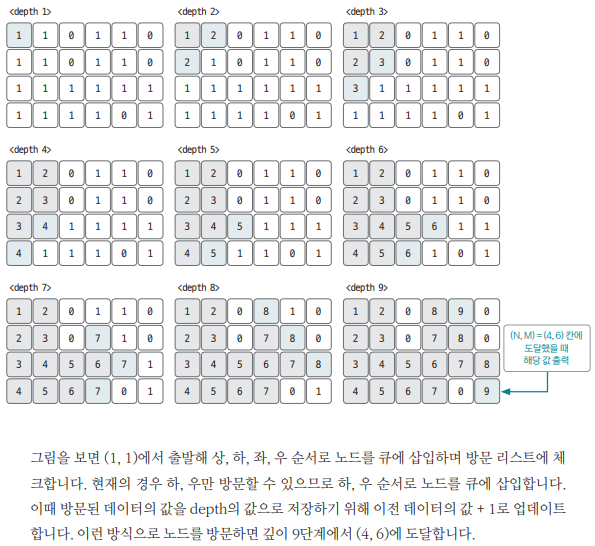 <depth 1>
1 1 0 1 1 0
1 1 0 1 1 0
1 1 1 1 1 1
1 1 1 1 0 1
<depth 2>
1 2 0 1 1 0
2 1 0 1 1 0
1 1 1 1 1 1
1 1 1 1 0 1
<depth 3>
1 2 0 1 1 0
2 3 0 1 1 0
3 1 1 1 1 1
1 1 1 1 0 1
<depth 4>
1 2 0 1 1 0
2 3 0 1 1 0
3 4 1 1 1 1
4 1 1 1 0 1
<depth 5>
1 2 0 1 1 0
2 3 0 1 1 0
3 4 5 1 1 1
4 5 1 1 0 1
<depth 6>
1 2 0 1 1 0
2 3 0 1 1 0
3 4 5 6 1 1
4 5 6 1 0 1
<depth 7>
1 2 0 1 1 0
2 3 0 7 1 0
3 4 5 6 7 1
4 5 6 7 0 1
<depth 8>
1 2 0 8 1 0
2 3 0 7 8 0
3 4 5 6 7 8
4 5 6 7 0 1
<depth 9>
1 2 0 8 9 0
2 3 0 7 8 0
3 4 5 6 7 8
4 5 6 7 0 9
(N, M) = (4, 6) 칸에
도달했을 때
해당 값 출력
그림을 보면 (1, 1)에서 출발해 상, 하, 좌, 우 순서로 노드를 큐에 삽입하며 방문 리스트에 체
크합니다. 현재의 경우 하, 우만 방문할 수 있으므로 하, 우 순서로 노드를 큐에 삽입합니다.
이때 방문된 데이터의 값을 depth의 값으로 저장하기 위해 이전 데이터의 값 + 1로 업데이트
합니다. 이런 방식으로 노드를 방문하면 깊이 9단계에서 (4, 6)에 도달합니다.